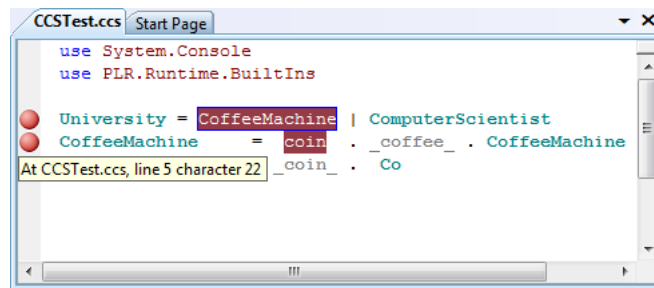 CCSTest.ccs Start Page
use System.Console
use PLR.Runtime.BuiltIns
University = CoffeeMachine | ComputerScientist
CoffeeMachine = coin . _coffee_ . CoffeeMachine
At CCSTest.ccs, line 5 character 22 _coin_ . Co